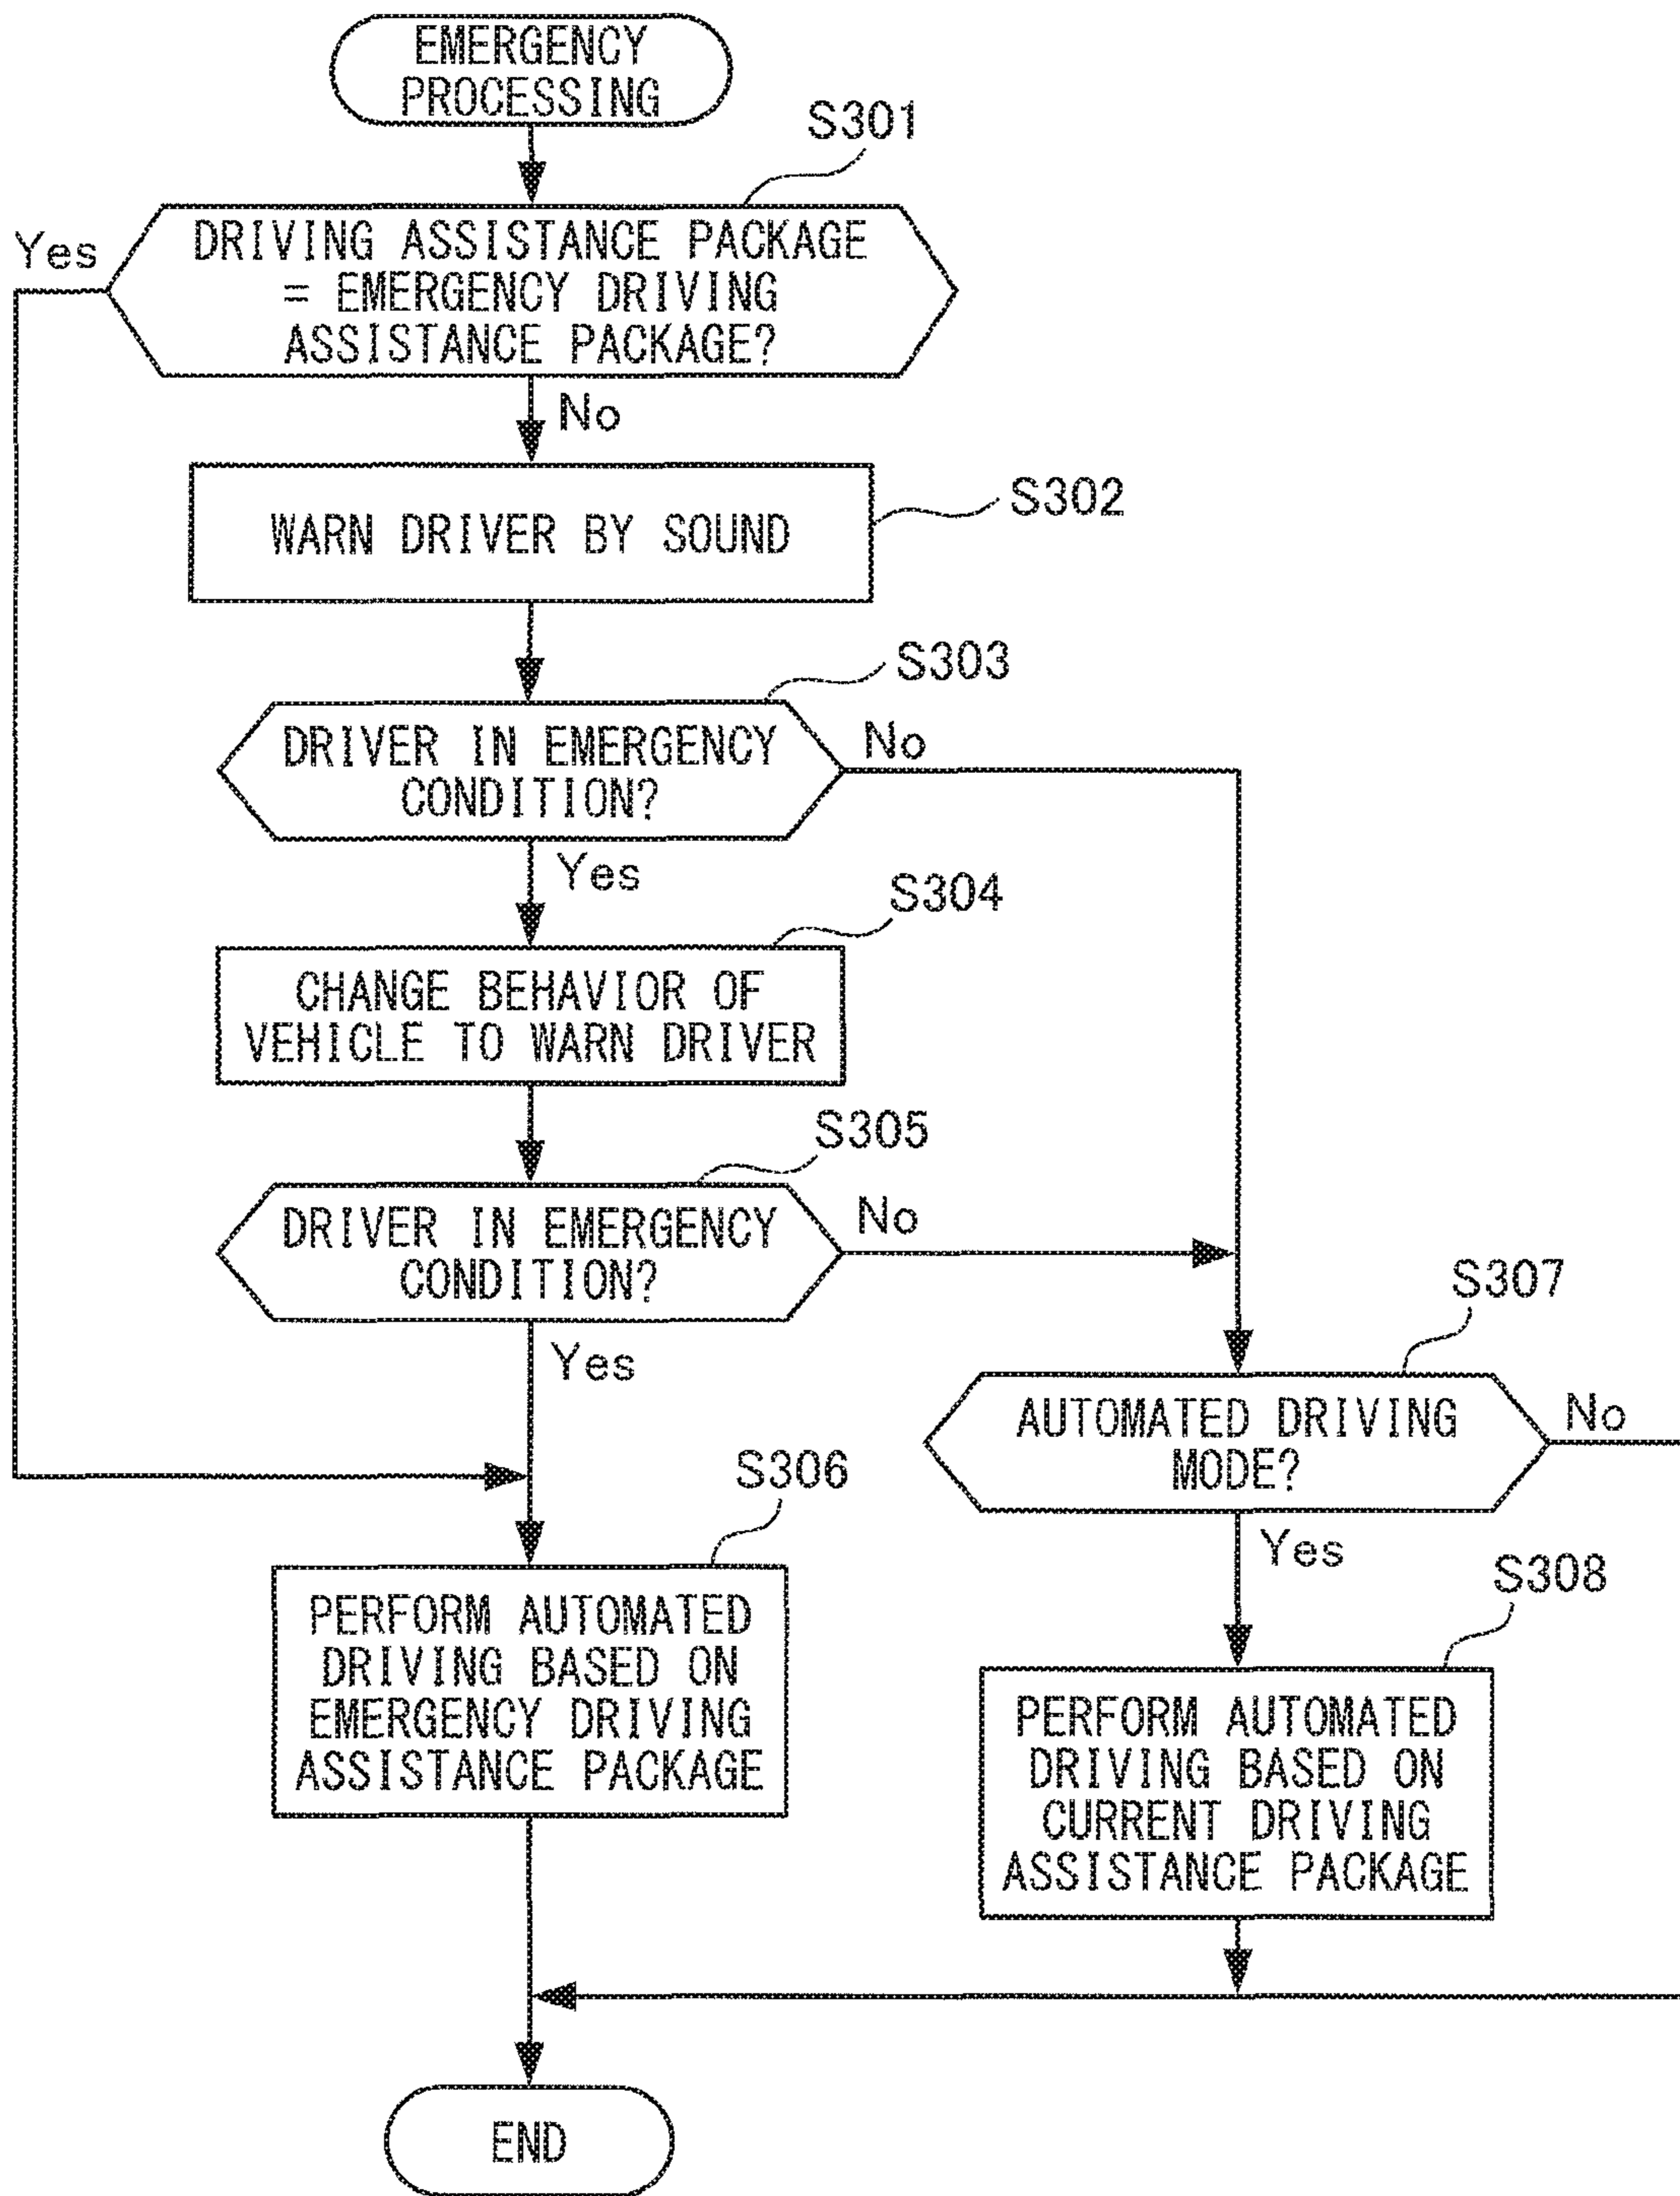 EMERGENCY
PROCESSING
S301
Yes
DRIVING ASSISTANCE PACKAGE
= EMERGENCY DRIVING
ASSISTANCE PACKAGE?
No
WARN DRIVER BY SOUND
S302
S303
DRIVER IN EMERGENCY
CONDITION?
No
Yes
S304
CHANGE BEHAVIOR OF
VEHICLE TO WARN DRIVER
S305
DRIVER IN EMERGENCY
CONDITION?
No
Yes
S307
AUTOMATED DRIVING
MODE?
No
Yes
S306
PERFORM AUTOMATED
DRIVING BASED ON
EMERGENCY DRIVING
ASSISTANCE PACKAGE
S308
PERFORM AUTOMATED
DRIVING BASED ON
CURRENT DRIVING
ASSISTANCE PACKAGE
END